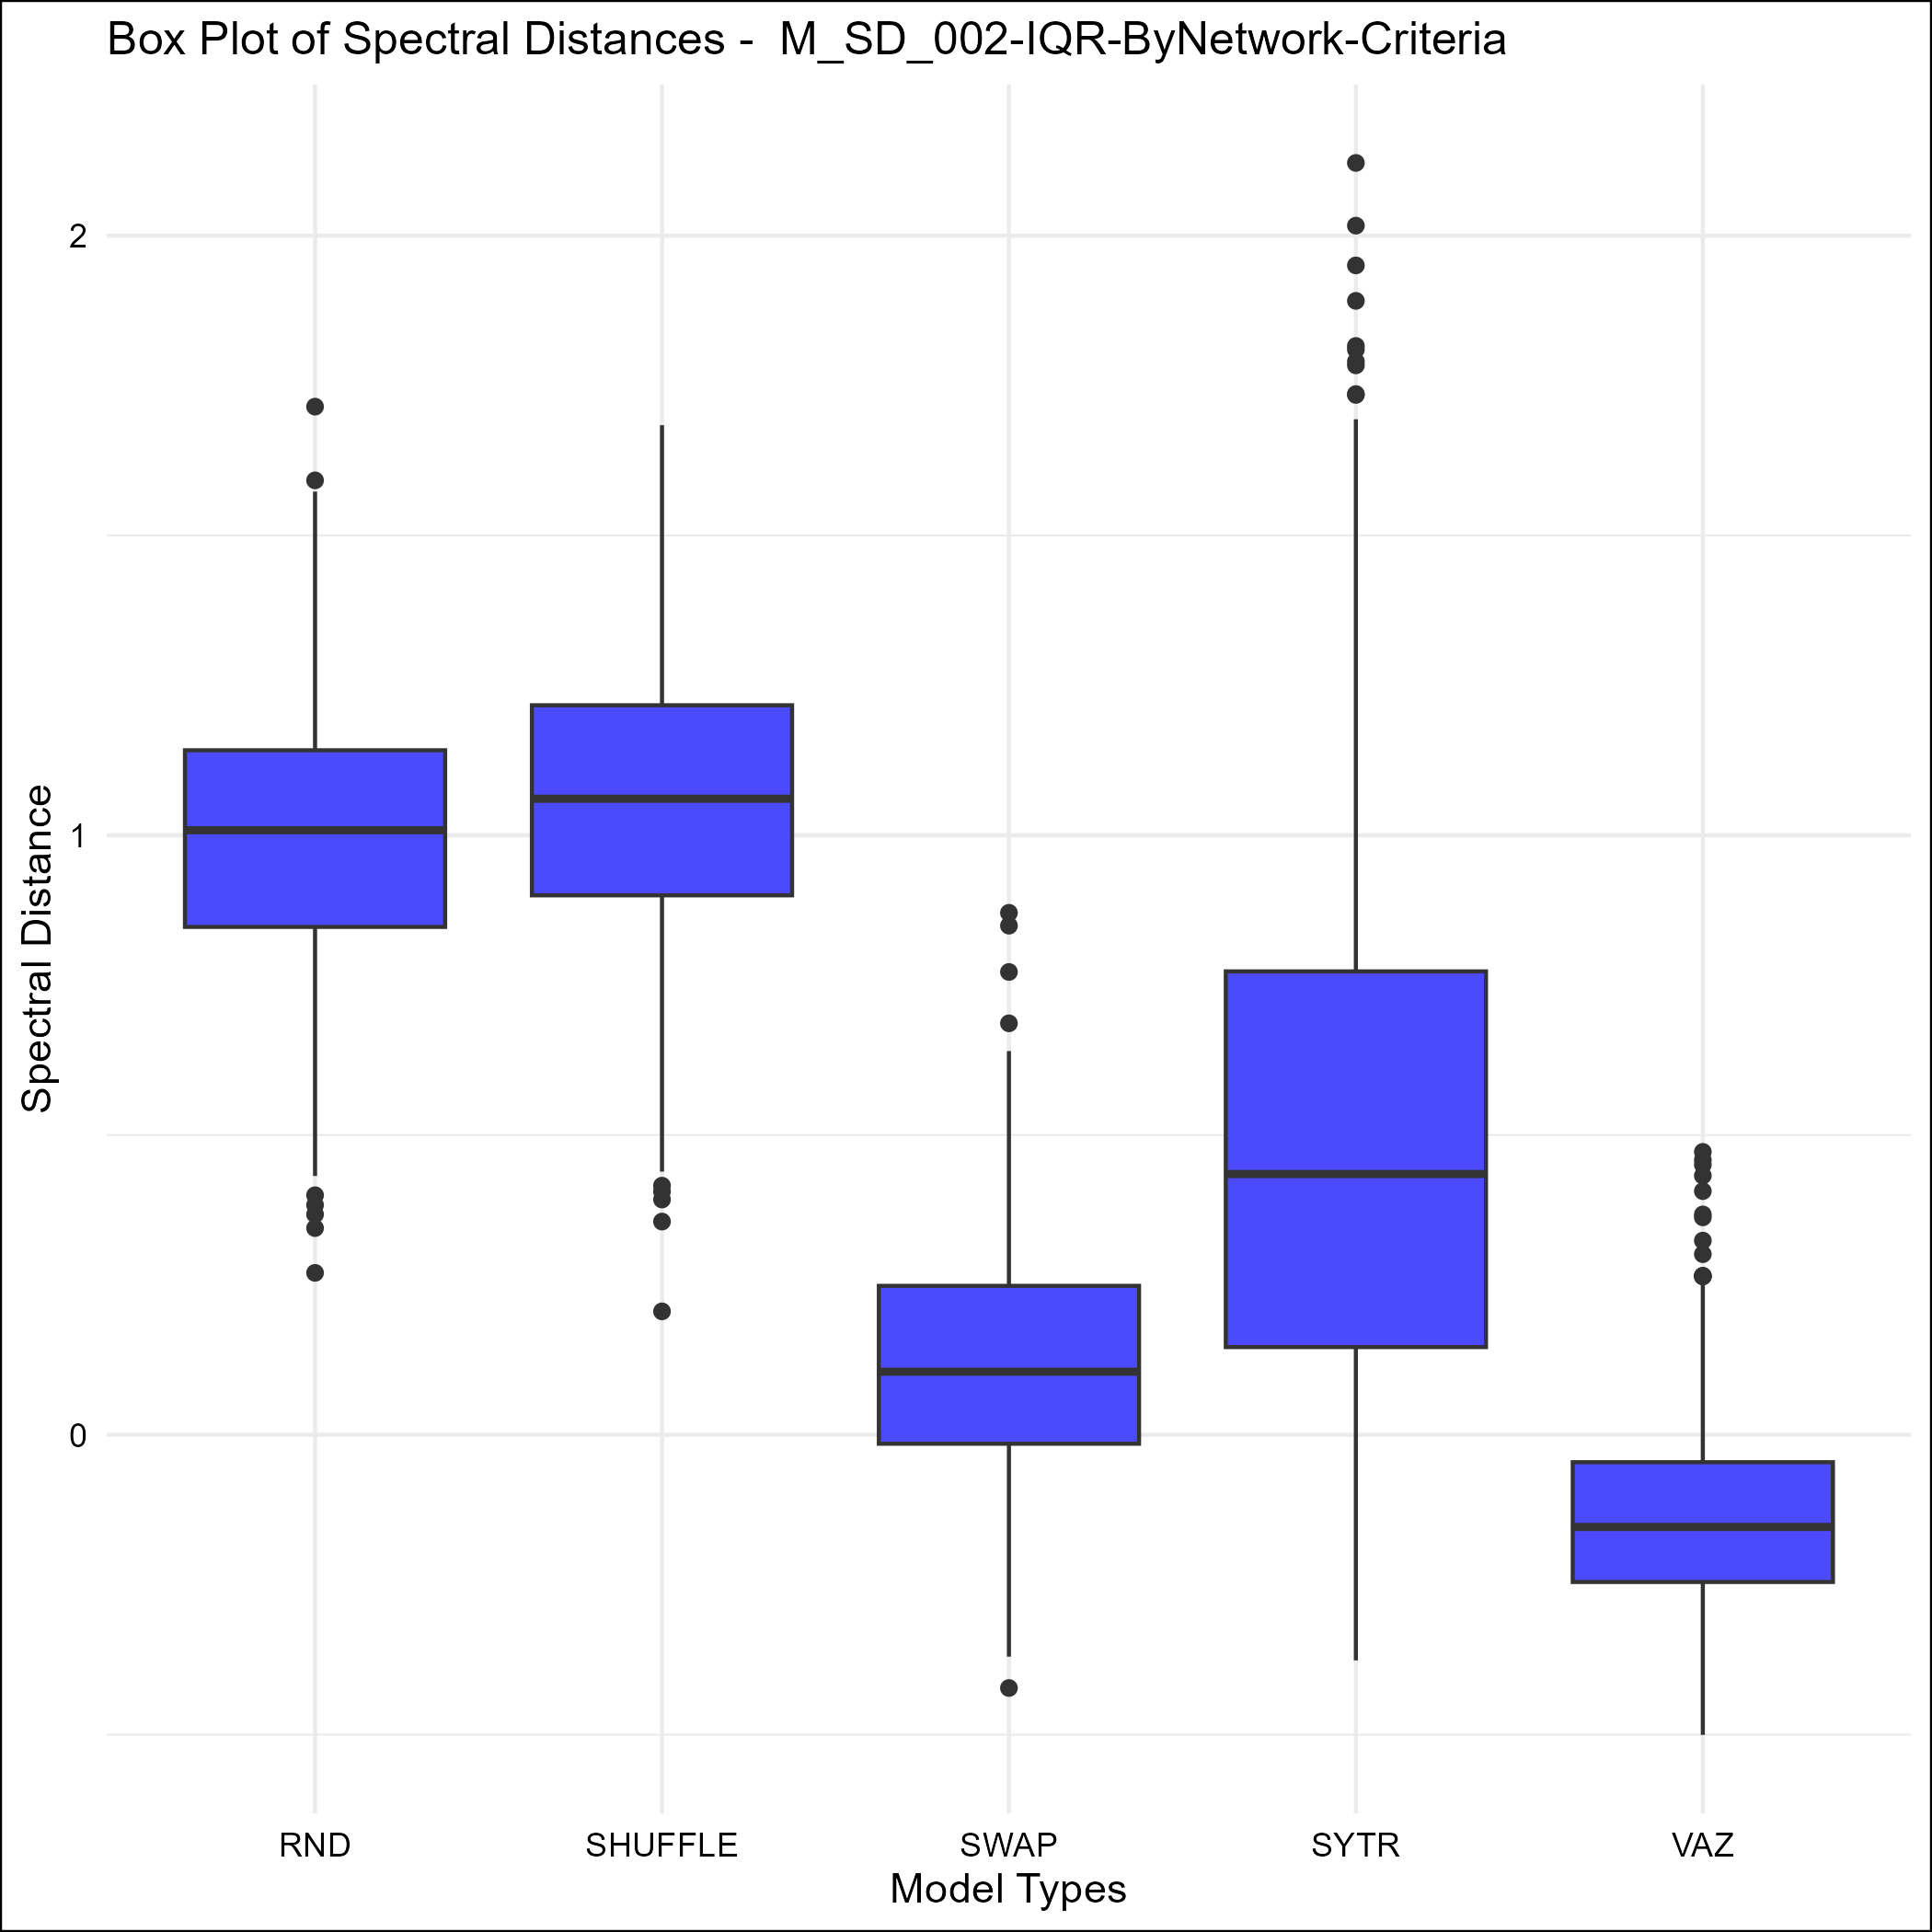 Box Plot of Spectral Distances -  M_SD_002-IQR-ByNetwork-Criteria
Spectral Distance
2
1
0
RND SHUFFLE SWAP SYTR VAZ
Model Types